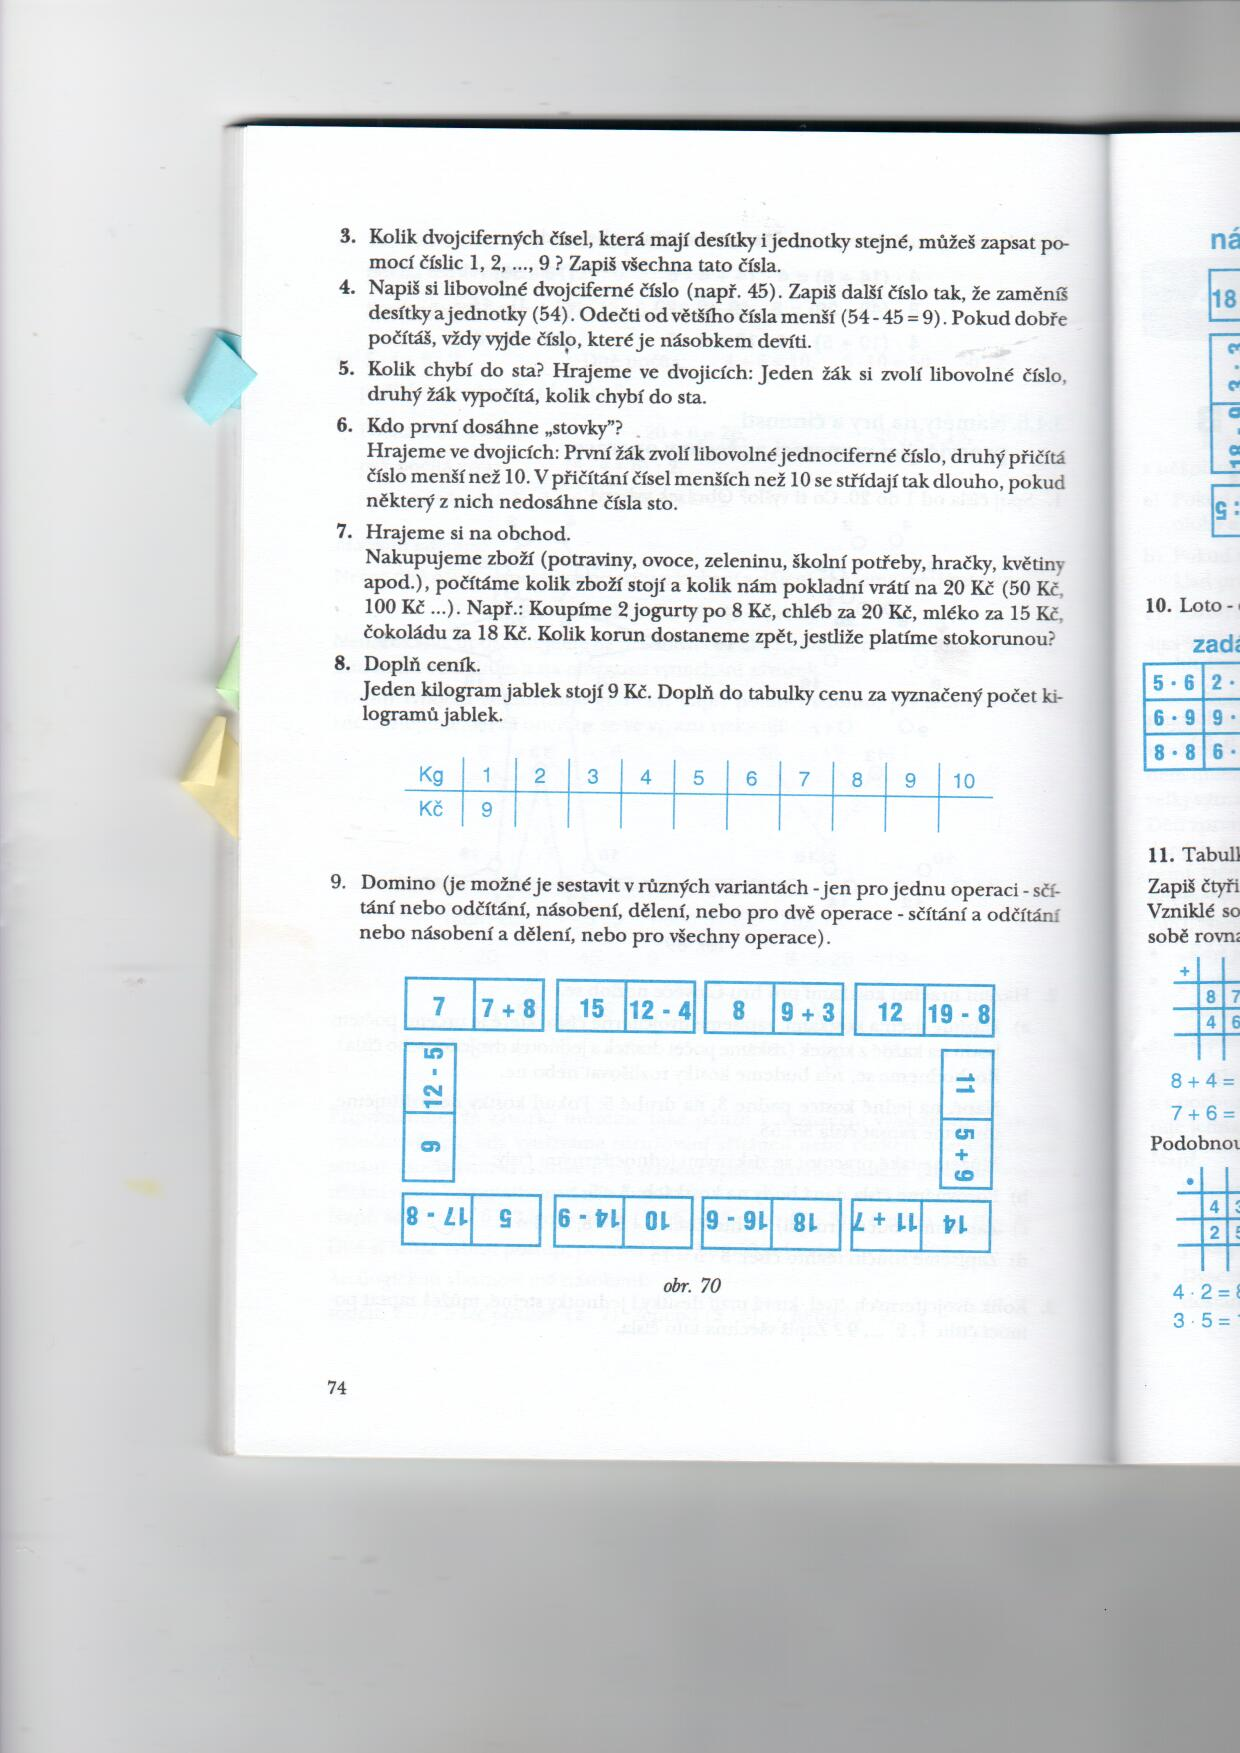 3. Kolik dvojciferných čísel, která mají desítky i jednotky stejné, můžeš zapsat po-
mocí číslic 1, 2, ..., 9 ? Zapiš všechna tato čísla.
4. Napiš si libovolné dvojciferné číslo (např. 45). Zapiš další číslo tak, že zaměníš
desítky a jednotky (54). Odečti od většího čísla menší (54 - 45 = 9). Pokud dobře
počítáš, vždy vyjde číslo, které je násobkem devíti.
5. Kolik chybí do sta? Hrajeme ve dvojicích: Jeden žák si zvolí libovolné číslo,
druhý žák vypočítá, kolik chybí do sta.
6. Kdo první dosáhne „stovky"?
Hrajeme ve dvojicích: První žák zvolí libovolné jednociferné číslo, druhý přičítá
číslo menší než 10. V přičítání čísel menších než 10 se střídají tak dlouho, pokud
některý z nich nedosáhne čísla sto.
7. Hrajeme si na obchod.
Nakupujeme zboží (potraviny, ovoce, zeleninu, školní potřeby, hračky, květiny
apod.), počítáme kolik zboží stojí a kolik nám pokladní vrátí na 20 Kč (50 Kč,
100 Kč ...). Např.: Koupíme 2 jogurty po 8 Kč, chléb za 20 Kč, mléko za 15 Kč,
čokoládu za 18 Kč. Kolik korun dostaneme zpět, jestliže platíme stokorunou?
8. Doplň ceník.
Jeden kilogram jablek stojí 9 Kč. Doplň do tabulky cenu za vyznačený počet ki-
logramů jablek.
Kg 1 2 3 4 5 6 7 8 9 10
Kč 9
9. Domino (je možné je sestavit v různých variantách - jen pro jednu operaci - sčí-
tání nebo odčítání, násobení, dělení, nebo pro dvě operace - sčítání a odčítání
nebo násobení a dělení, nebo pro všechny operace).
7 7 + 8 15 12 - 4 8 9 + 3 12 19 - 8
9 12 - 5
11 5 + 9
17 - 8 5 14 - 9 10 16 - 6 18 11 + 7 14
obr. 70
74
ná
18
3 · 3
18 - 9
: 5
10. Loto -
zadá
5 · 6 2 ·
6 · 9 9 ·
8 · 8 6 ·
11. Tabulk
Zapiš čtyři
Vzniklé so
sobě rovna
+
8 7
4 6
8 + 4 =
7 + 6 =
Podobnou
•
4 3
2 5
4 · 2 = 8
3 · 5 =